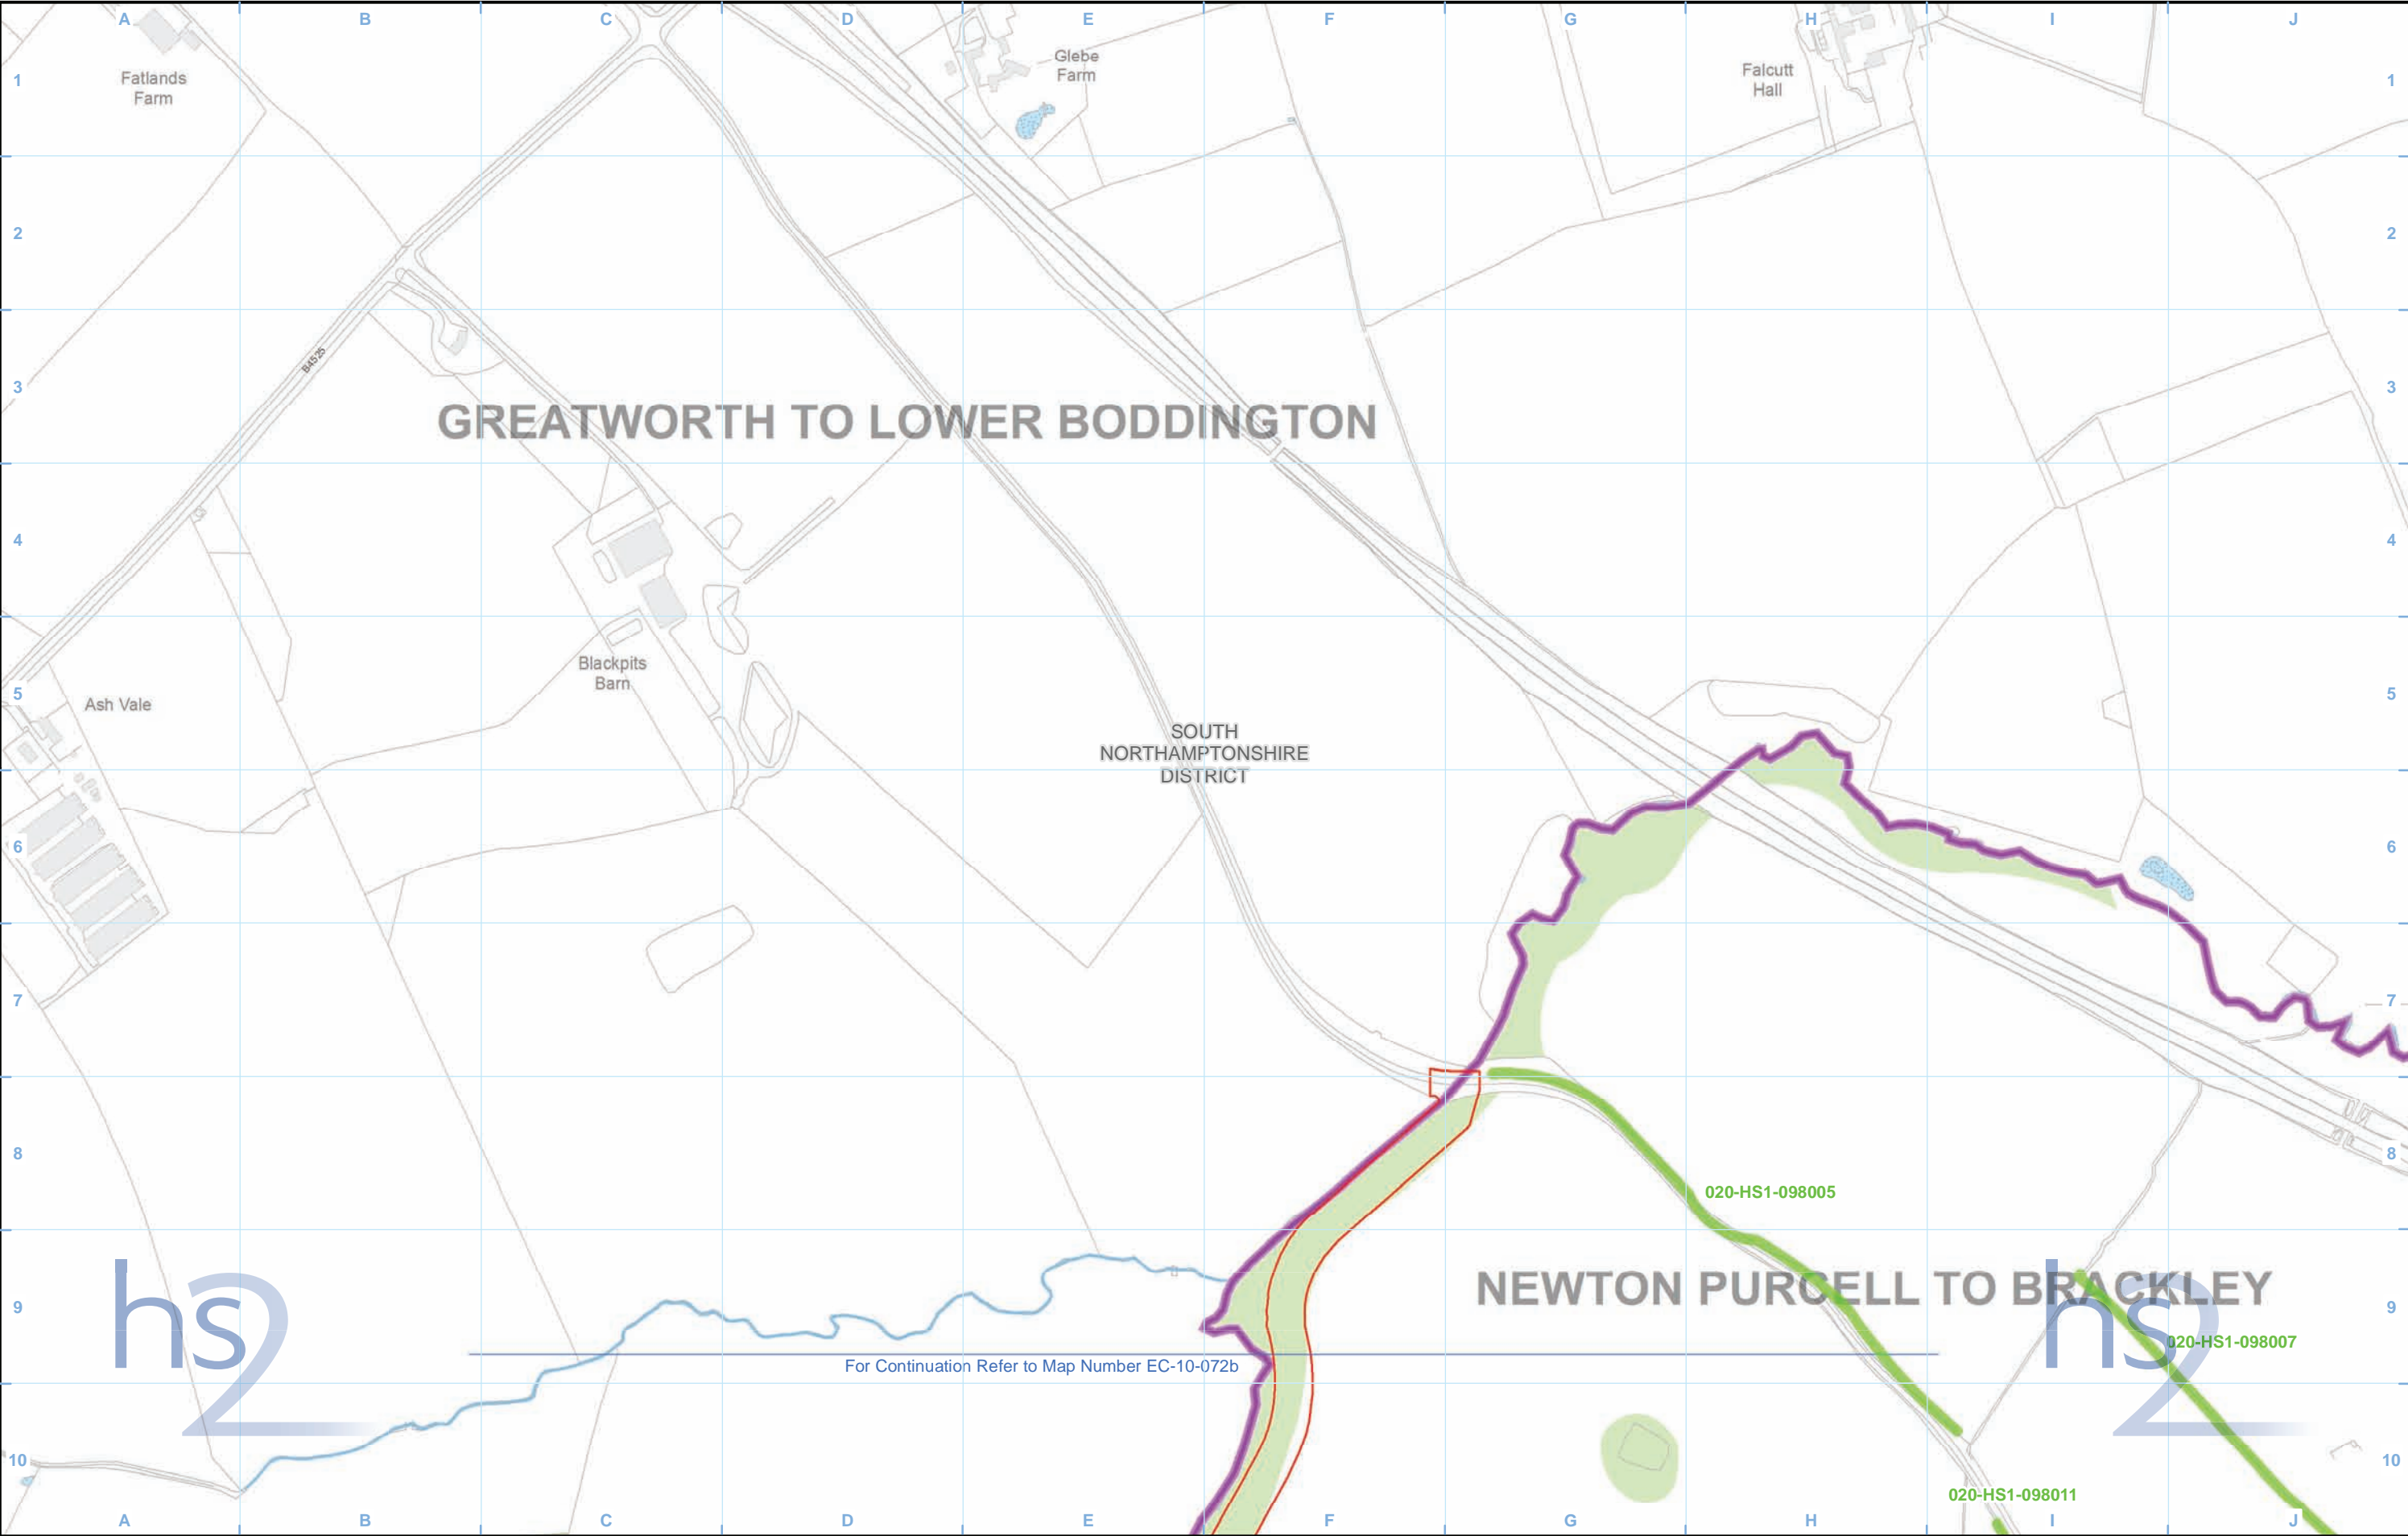 A B C D E F G H I J
Fatlands
Farm
Glebe
Farm
Falcutt
Hall
1 1
2 2
B4525
3 3
GREATWORTH TO LOWER BODDINGTON
4 4
Blackpits
Barn
5 5
Ash Vale
SOUTH
NORTHAMPTONSHIRE
DISTRICT
6 6
7 7
8 8
020-HS1-098005
hs2
NEWTON PURCELL TO BRACKLEY
hs2
9 9
020-HS1-098007
For Continuation Refer to Map Number EC-10-072b
10 10
020-HS1-098011
A B C D E F G H I J